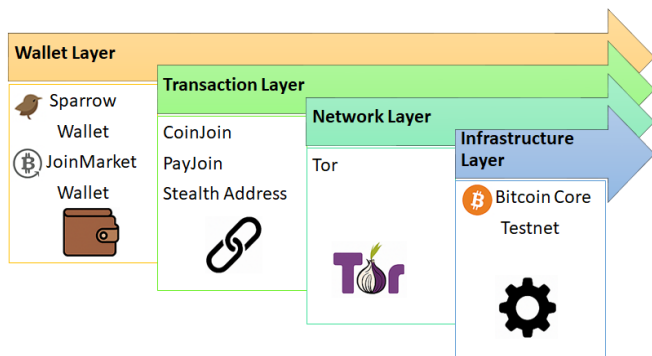 Wallet Layer
Sparrow
Wallet
JoinMarket
Wallet
Transaction Layer
CoinJoin
PayJoin
Stealth Address
Network Layer
Tor
Tor
Infrastructure
Layer
Bitcoin Core
Testnet